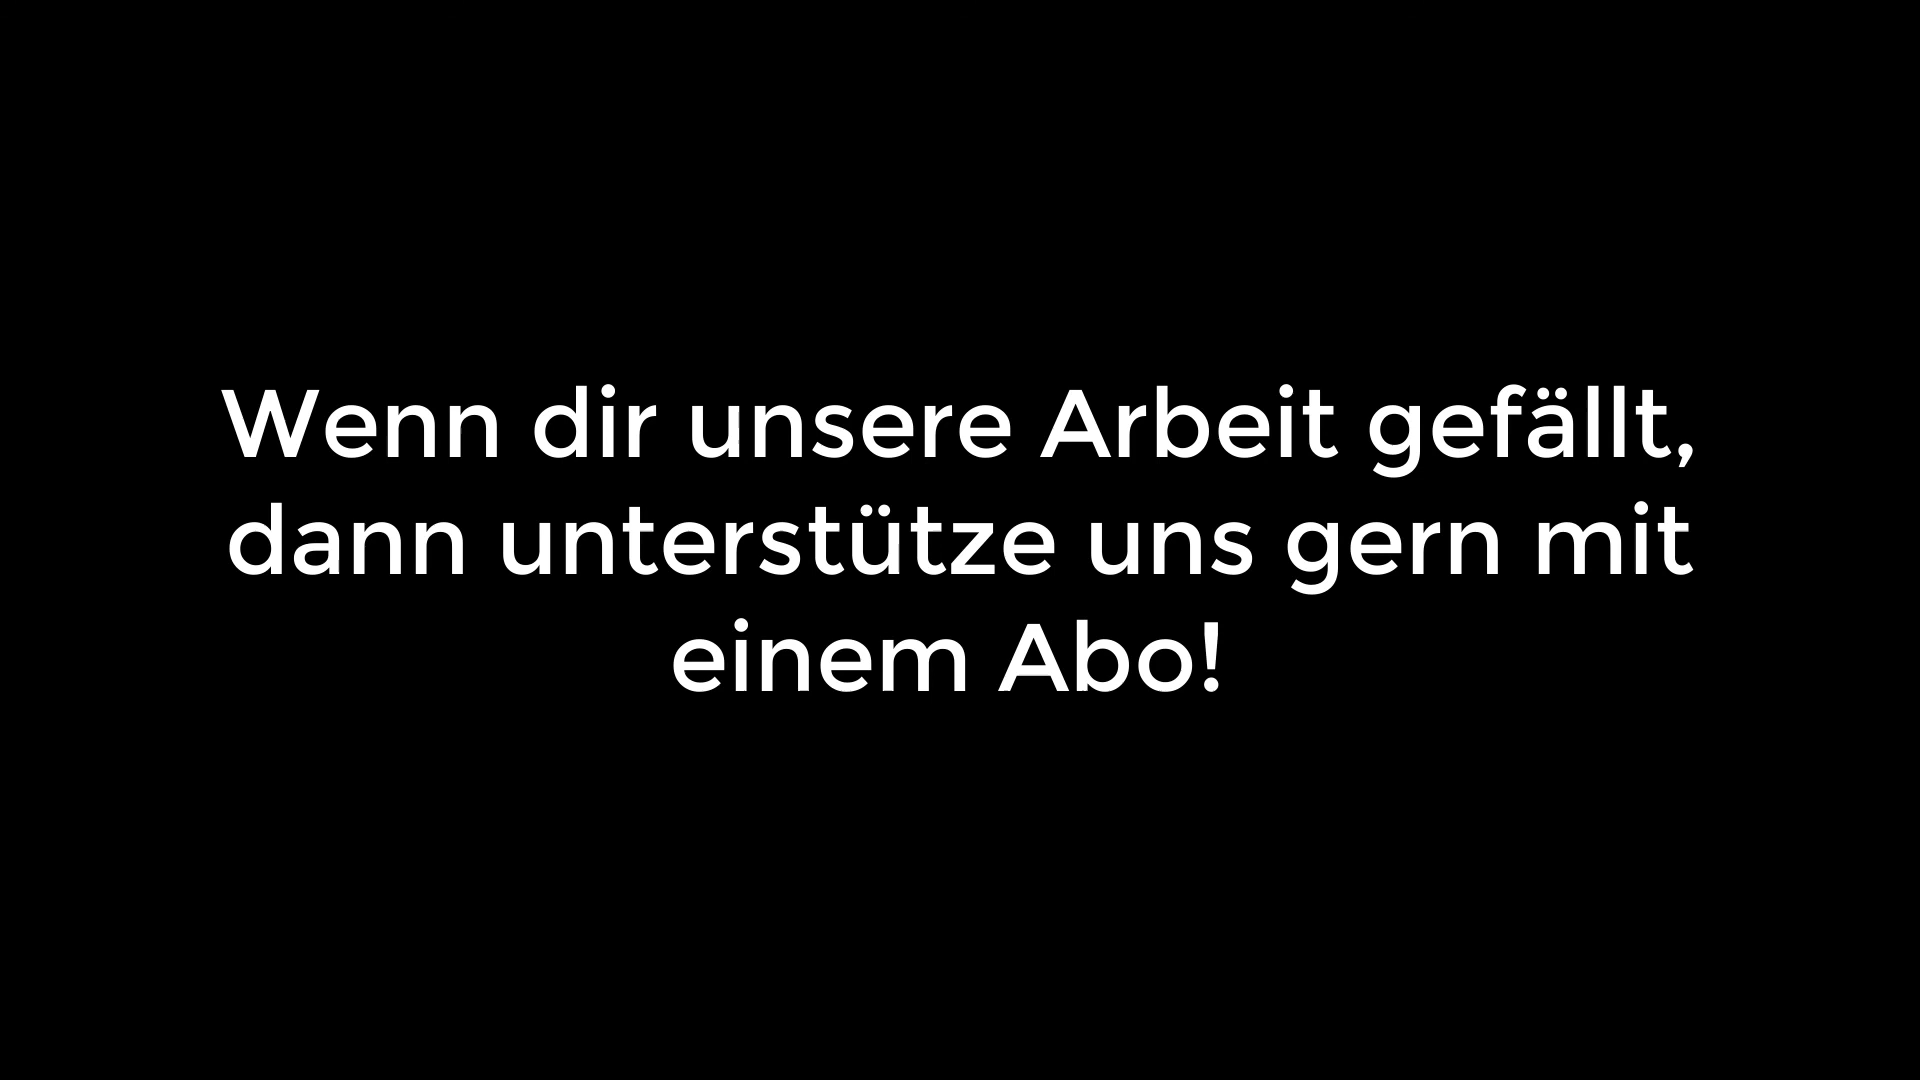 Wenn dir unsere Arbeit gefällt,
dann unterstütze uns gern mit
einem Abo!